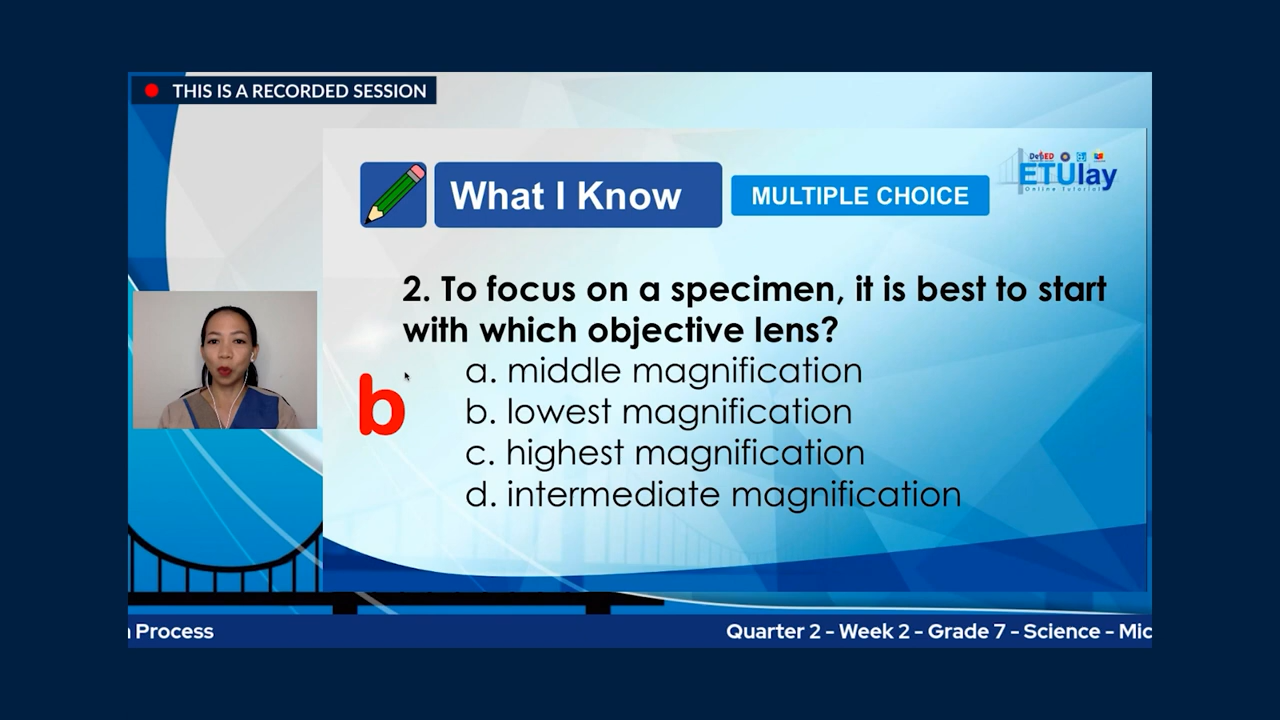 THIS IS A RECORDED SESSION
DepED
ETUlay
Online Tutorial
What I Know
MULTIPLE CHOICE
2. To focus on a specimen, it is best to start
with which objective lens?
a. middle magnification
b
b. lowest magnification
c. highest magnification
d. intermediate magnification
n Process
Quarter 2 - Week 2 - Grade 7 - Science - Mic